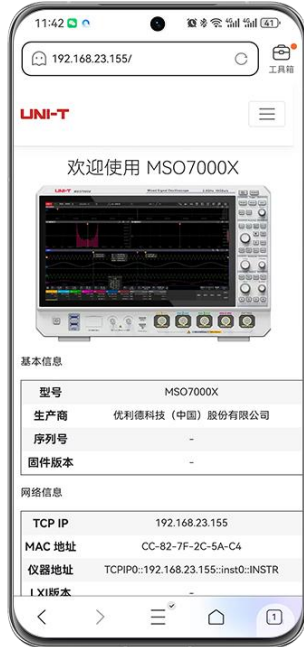 11:42
41
192.168.23.155/
工具箱
UNI-T
欢迎使用 MSO7000X
UNI-T
基本信息
型号 MSO7000X
生产商 优利德科技（中国）股份有限公司
序列号 -
固件版本 -
网络信息
TCP IP 192.168.23.155
MAC 地址 CC-82-7F-2C-5A-C4
仪器地址 TCPIP0::192.168.23.155::inst0::INSTR
LXI版本
1